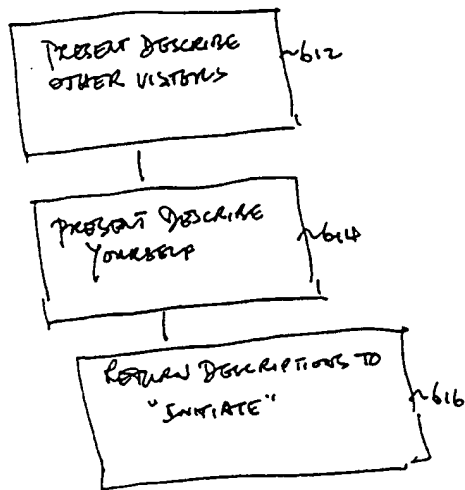 PRESENT DESCRIBE
OTHER VISITORS
~612
PRESENT DESCRIBE
YOURSELF
~614
RETURN DESCRIPTIONS TO
"INITIATE"
~616